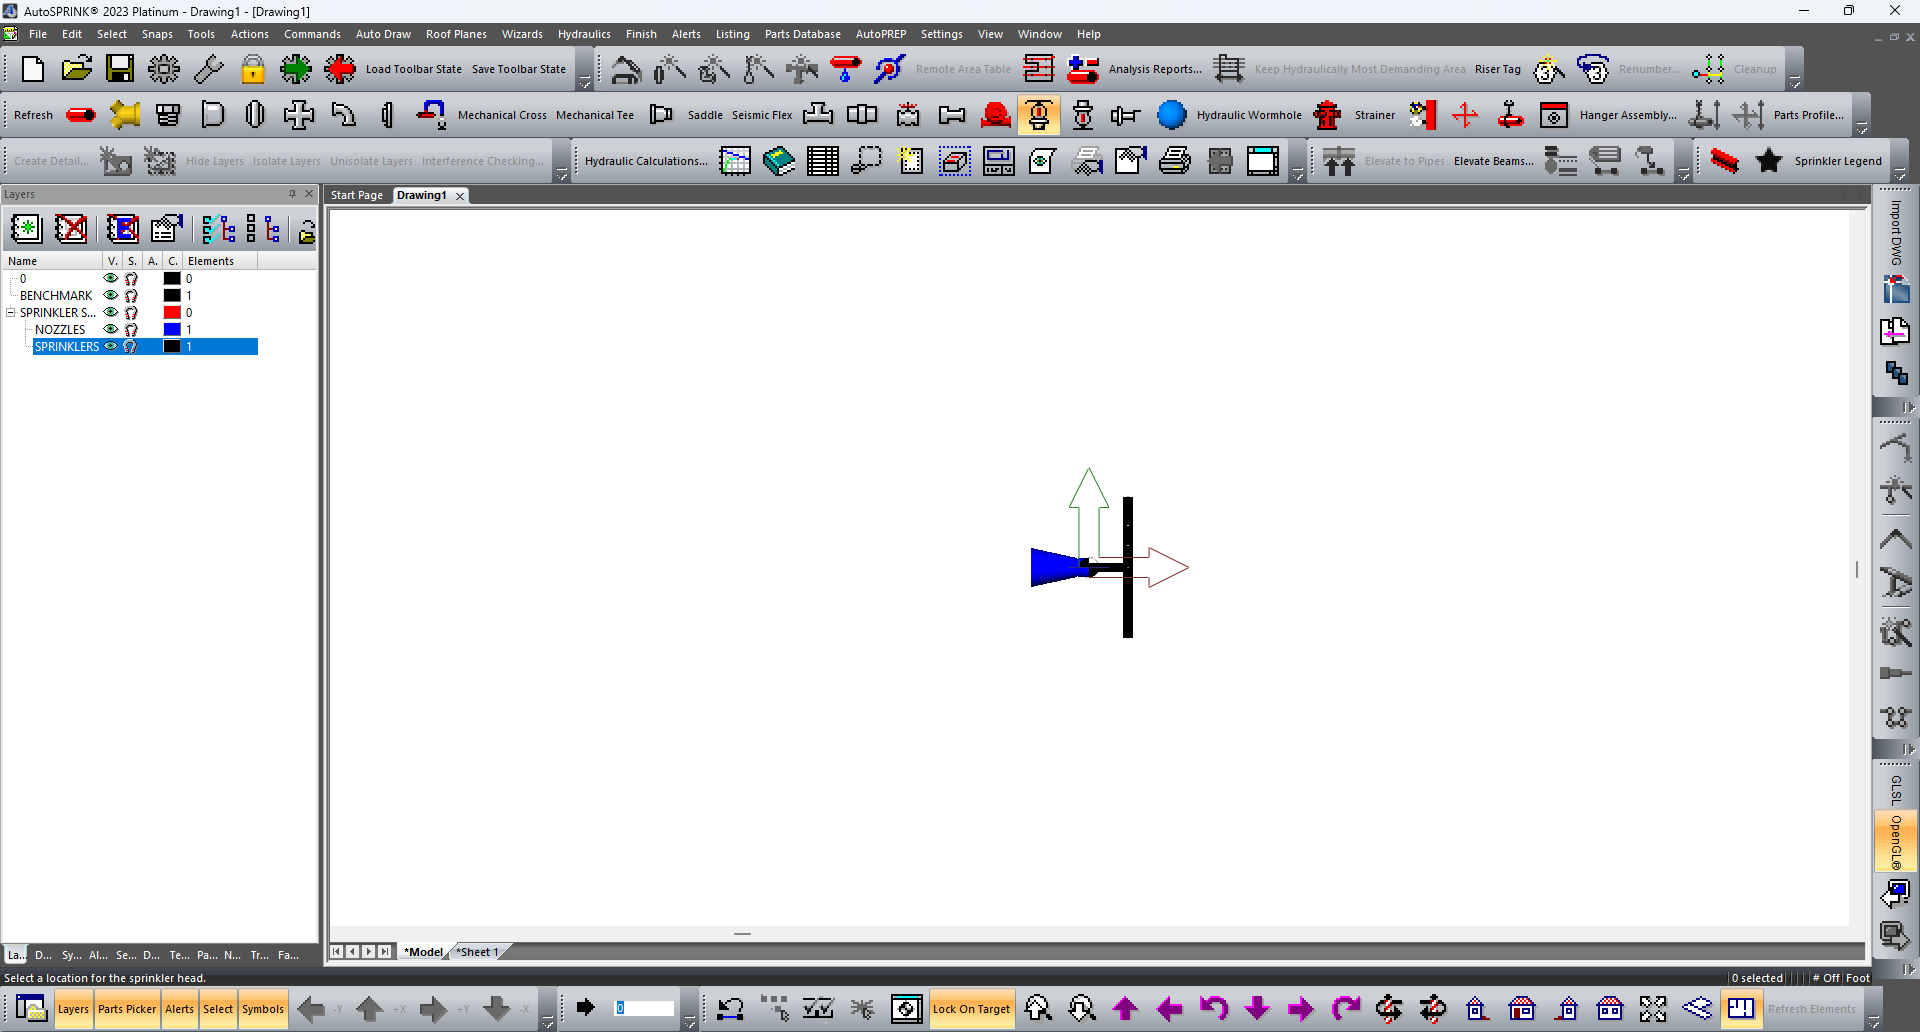 AutoSPRINK® 2023 Platinum - Drawing1 - [Drawing1]
File Edit Select Snaps Tools Actions Commands Auto Draw Roof Planes Wizards Hydraulics Finish Alerts Listing Parts Database AutoPREP Settings View Window Help
Load Toolbar State Save Toolbar State Remote Area Table Analysis Reports... Keep Hydraulically Most Demanding Area Riser Tag Renumber... Cleanup
Refresh Mechanical Cross Mechanical Tee Saddle Seismic Flex Hydraulic Wormhole Strainer Hanger Assembly... Parts Profile...
Create Detail... Hide Layers Isolate Layers Unisolate Layers Interference Checking... Hydraulic Calculations... Elevate to Pipes Elevate Beams... Sprinkler Legend
Layers
Start Page Drawing1
Name V. S. A. C. Elements
0 0
BENCHMARK 1
SPRINKLER S... 0
NOZZLES 1
SPRINKLERS 1
Import DWG
GLSL
OpenGL®
La... D... Sy... Al... Se... D... Te... Pa... N... Tr... Fa...
*Model *Sheet 1
Select a location for the sprinkler head.
0 selected # Off Foot
Layers Parts Picker Alerts Select Symbols -Y +X +Y -X 0 Lock On Target Refresh Elements